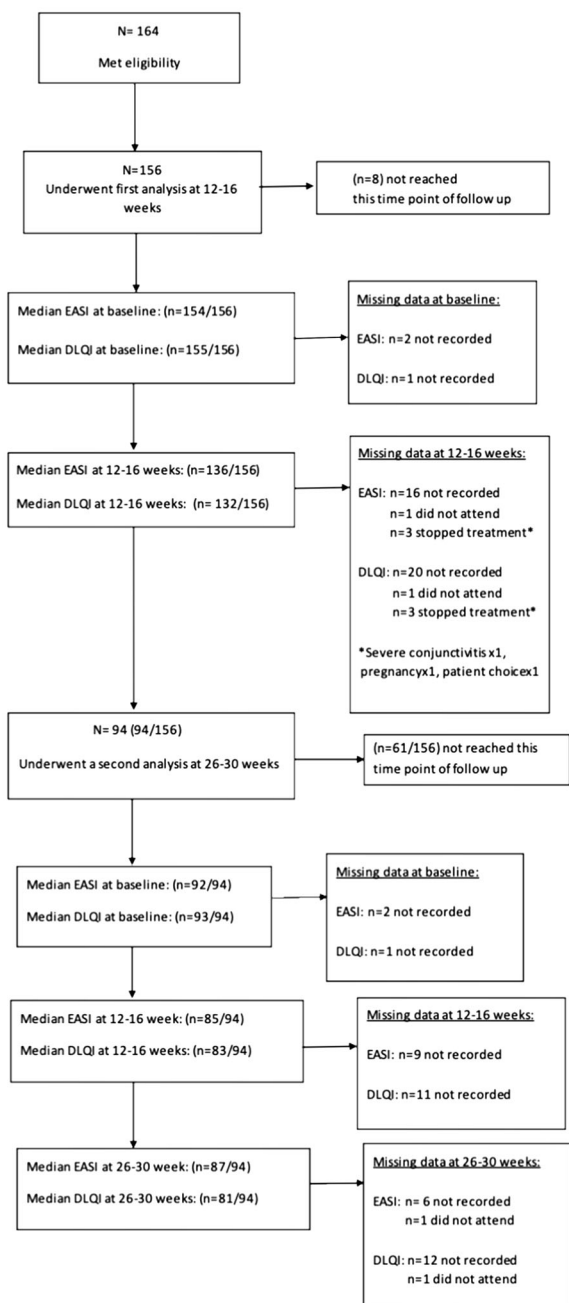 N= 164
Met eligibility
N=156
Underwent first analysis at 12-16
weeks
(n=8) not reached
this time point of follow up
Median EASI at baseline: (n=154/156)
Median DLQI at baseline: (n=155/156)
Missing data at baseline:
EASI: n=2 not recorded
DLQI: n=1 not recorded
Median EASI at 12-16 weeks: (n=136/156)
Median DLQI at 12-16 weeks: (n= 132/156)
Missing data at 12-16 weeks:
EASI: n=16 not recorded
n=1 did not attend
n=3 stopped treatment*
DLQI: n=20 not recorded
n=1 did not attend
n=3 stopped treatment*
*Severe conjunctivitis x1,
pregnancyx1, patient choicex1
N= 94 (94/156)
Underwent a second analysis at 26-30 weeks
(n=61/156) not reached this
time point of follow up
Median EASI at baseline: (n=92/94)
Median DLQI at baseline: (n=93/94)
Missing data at baseline:
EASI: n=2 not recorded
DLQI: n=1 not recorded
Median EASI at 12-16 week: (n=85/94)
Median DLQI at 12-16 weeks: (n=83/94)
Missing data at 12-16 weeks:
EASI: n=9 not recorded
DLQI: n=11 not recorded
Median EASI at 26-30 week: (n=87/94)
Median DLQI at 26-30 weeks: (n=81/94)
Missing data at 26-30 weeks:
EASI: n= 6 not recorded
n=1 did not attend
DLQI: n=12 not recorded
n=1 did not attend